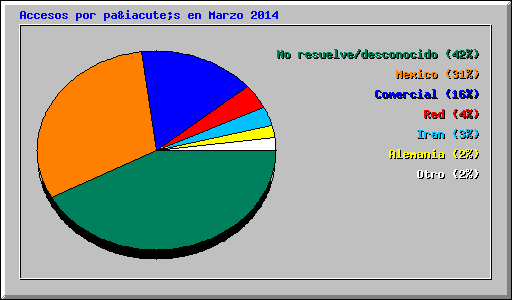 Accesos por pa&iacute;s en Marzo 2014
No resuelve/desconocido (42%)
Mexico (31%)
Comercial (16%)
Red (4%)
Iran (3%)
Alemania (2%)
Otro (2%)